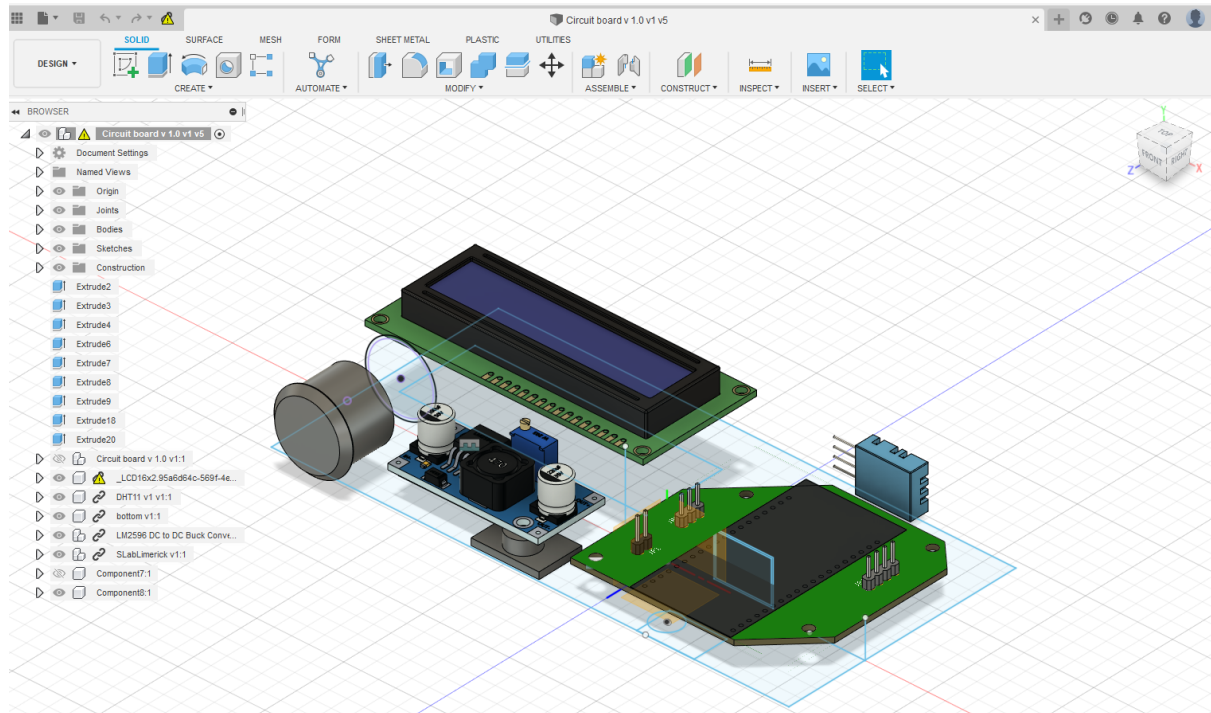 Circuit board v 1.0 v1 v5
SOLID SURFACE MESH FORM SHEET METAL PLASTIC UTILITIES
DESIGN
CREATE AUTOMATE MODIFY ASSEMBLE CONSTRUCT INSPECT INSERT SELECT
BROWSER
Circuit board v 1.0 v1 v5
Document Settings
Named Views
Origin
Joints
Bodies
Sketches
Construction
Extrude2
Extrude3
Extrude4
Extrude6
Extrude7
Extrude8
Extrude9
Extrude18
Extrude20
Circuit board v 1.0 v1:1
_LCD16x2.95a6d64c-569f-4e...
DHT11 v1 v1:1
bottom v1:1
LM2596 DC to DC Buck Conv...
SLabLimerick v1:1
Component7:1
Component8:1
Y
TOP
FRONT
RIGHT
Z
X